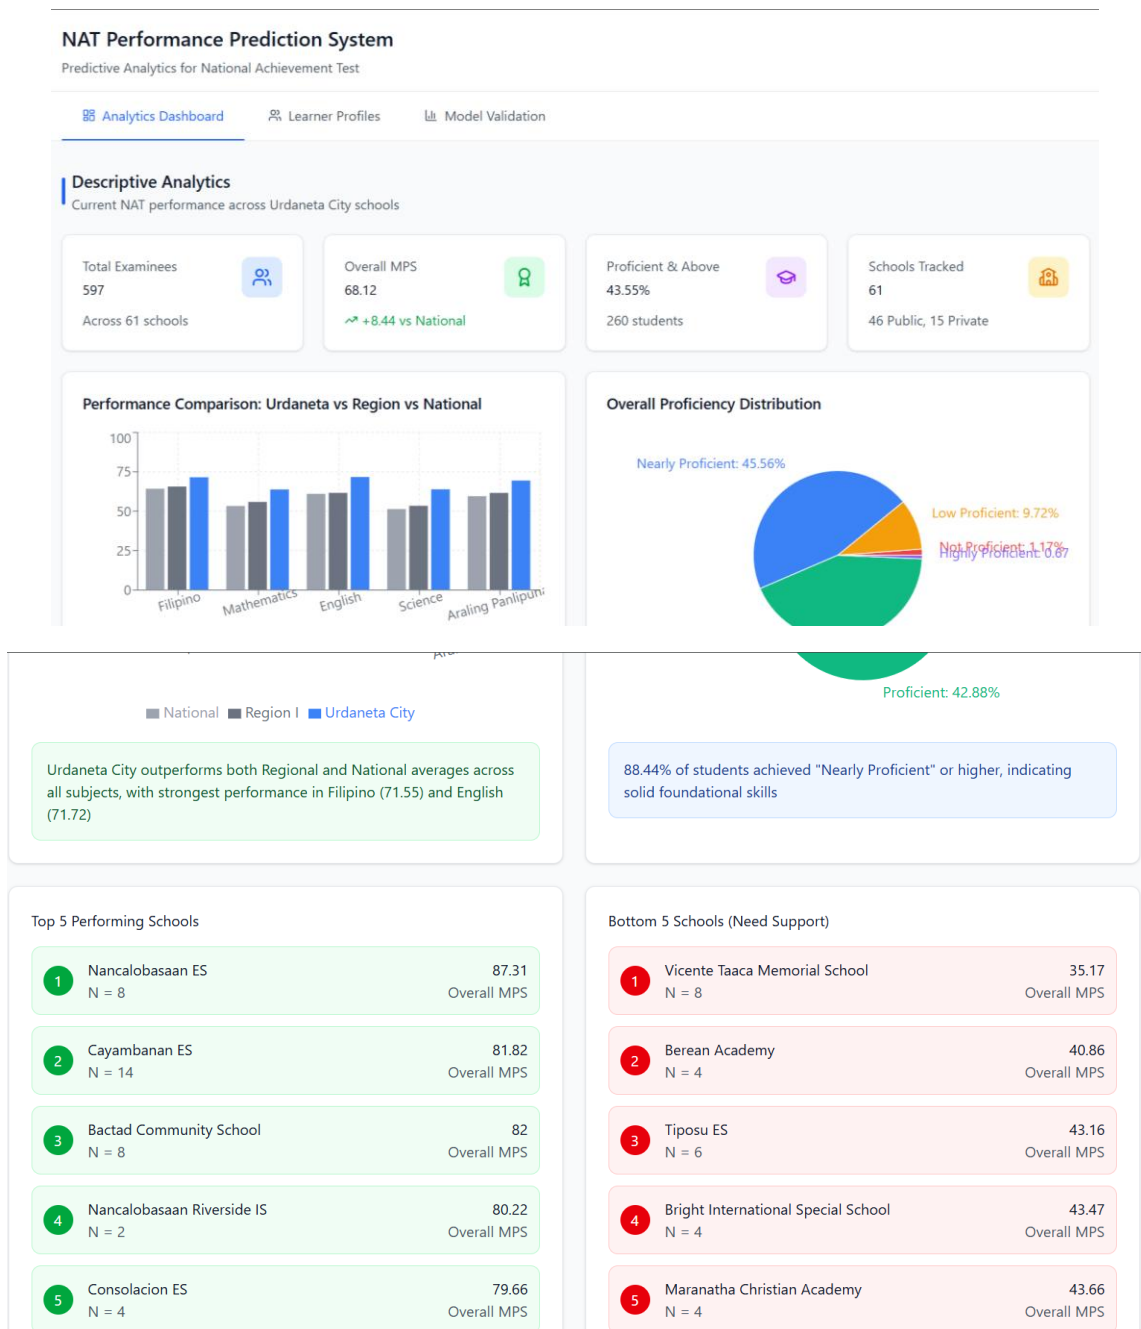 NAT Performance Prediction System
Predictive Analytics for National Achievement Test
Analytics Dashboard
Learner Profiles
Model Validation
Descriptive Analytics
Current NAT performance across Urdaneta City schools
Total Examinees
597
Across 61 schools
Overall MPS
68.12
+8.44 vs National
Proficient & Above
43.55%
260 students
Schools Tracked
61
46 Public, 15 Private
Performance Comparison: Urdaneta vs Region vs National
100
75
50
25
0
Filipino
Mathematics
English
Science
Araling Panlipuna
Overall Proficiency Distribution
Nearly Proficient: 45.56%
Low Proficient: 9.72%
Not Proficient: 1.17%
Highly Proficient: 0.67
Proficient: 42.88%
National
Region I
Urdaneta City
Urdaneta City outperforms both Regional and National averages across
all subjects, with strongest performance in Filipino (71.55) and English
(71.72)
88.44% of students achieved "Nearly Proficient" or higher, indicating
solid foundational skills
Top 5 Performing Schools
1
Nancalobasaan ES
N = 8
87.31
Overall MPS
2
Cayambanan ES
N = 14
81.82
Overall MPS
3
Bactad Community School
N = 8
82
Overall MPS
4
Nancalobasaan Riverside IS
N = 2
80.22
Overall MPS
5
Consolacion ES
N = 4
79.66
Overall MPS
Bottom 5 Schools (Need Support)
1
Vicente Taaca Memorial School
N = 8
35.17
Overall MPS
2
Berean Academy
N = 4
40.86
Overall MPS
3
Tiposu ES
N = 6
43.16
Overall MPS
4
Bright International Special School
N = 4
43.47
Overall MPS
5
Maranatha Christian Academy
N = 4
43.66
Overall MPS